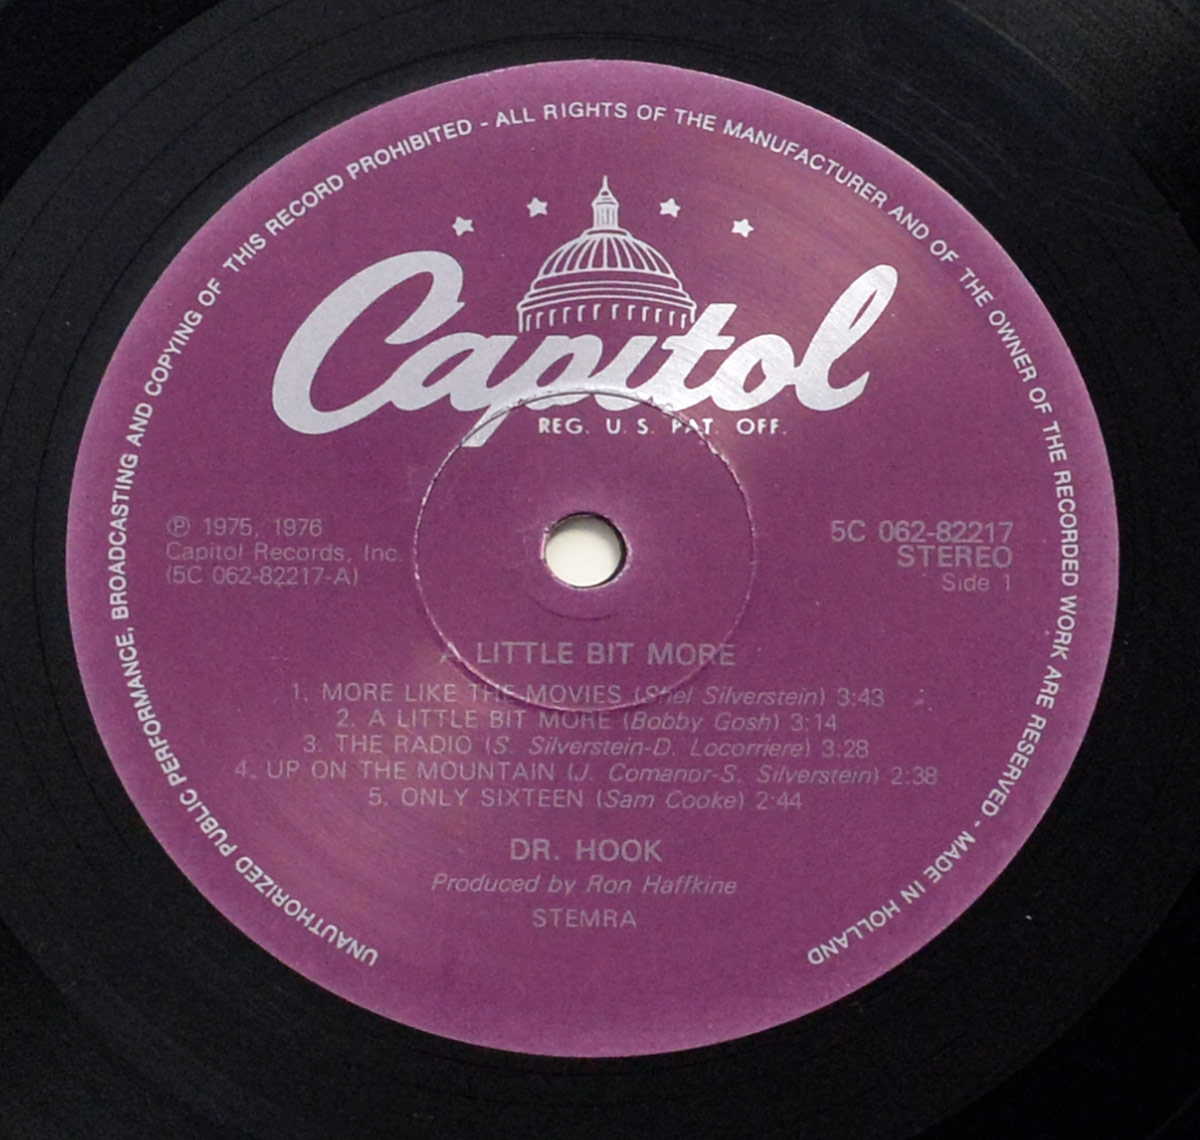 UNAUTHORIZED PUBLIC PERFORMANCE, BROADCASTING AND COPYING OF THIS RECORD PROHIBITED - ALL RIGHTS OF THE MANUFACTURER AND OF THE OWNER OF THE RECORDED WORK ARE RESERVED - MADE IN HOLLAND
Capitol
REG. U.S. PAT. OFF.
℗ 1975, 1976
Capitol Records, Inc.
(5C 062-82217-A)
5C 062-82217
STEREO
Side 1
A LITTLE BIT MORE
1. MORE LIKE THE MOVIES (Shel Silverstein) 3:43
2. A LITTLE BIT MORE (Bobby Gosh) 3:14
3. THE RADIO (S. Silverstein-D. Locorriere) 3:28
4. UP ON THE MOUNTAIN (J. Comanor-S. Silverstein) 2:38
5. ONLY SIXTEEN (Sam Cooke) 2:44
DR. HOOK
Produced by Ron Haffkine
STEMRA